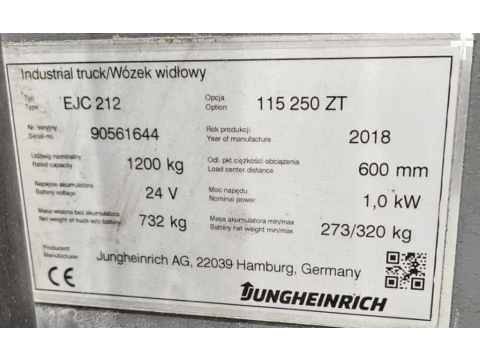 Industrial truck/Wózek widłowy
Typ
Type EJC 212
Opcja
Option 115 250 ZT
Nr. seryjny
Serial-no. 90561644
Rok produkcji
Year of manufacture 2018
Udźwig nominalny
Rated capacity 1200 kg
Odl. pkt ciężkości obciążenia
Load center distance 600 mm
Napięcie akumulatora
Battery voltage 24 V
Moc napędu
Nominal power 1,0 kW
Masa własna bez akumulatora
Net weight of truck w/o battery 732 kg
Masa akumulatora min/max
Battery net weight min/max 273/320 kg
Producent
Manufacturer Jungheinrich AG, 22039 Hamburg, Germany
CE
JUNGHEINRICH